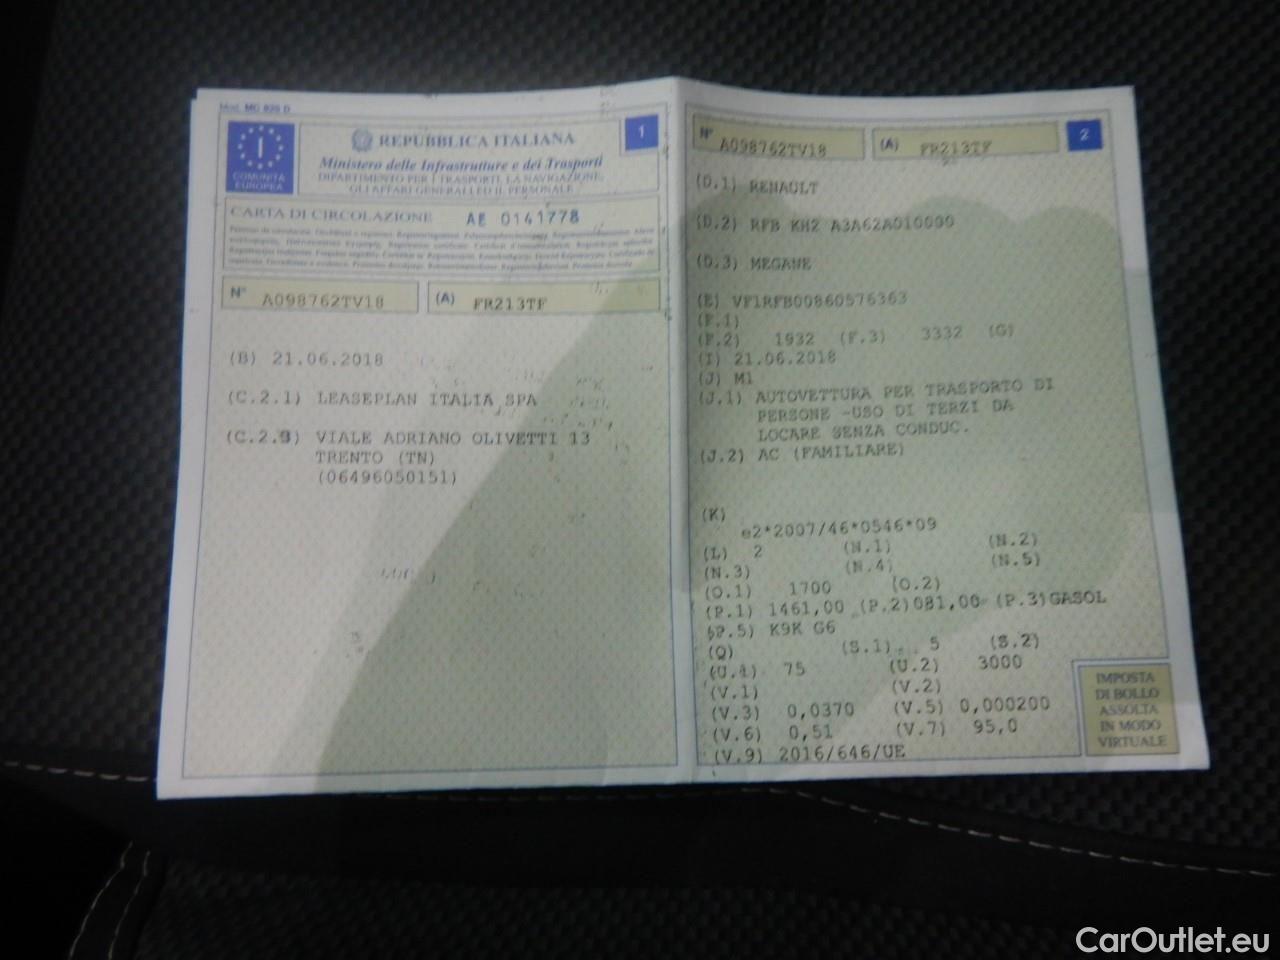 Mod. MC 820 D
I
COMUNITÀ
EUROPEA
REPUBBLICA ITALIANA
Ministero delle Infrastrutture e dei Trasporti
DIPARTIMENTO PER I TRASPORTI, LA NAVIGAZIONE,
GLI AFFARI GENERALI ED IL PERSONALE
1
CARTA DI CIRCOLAZIONE AE 0141778
N° A098762TV18 (A) FR213TF
(B) 21.06.2018
(C.2.1) LEASEPLAN ITALIA SPA
(C.2.3) VIALE ADRIANO OLIVETTI 13
TRENTO (TN)
(06496050151)
N° A098762TV18 (A) FR213TF
2
(D.1) RENAULT
(D.2) RFB KH2 A3A62A010000
(D.3) MEGANE
(E) VF1RFB00860576363
(F.1)
(F.2) 1932 (F.3) 3332 (G)
(I) 21.06.2018
(J) M1
(J.1) AUTOVETTURA PER TRASPORTO DI
PERSONE -USO DI TERZI DA
LOCARE SENZA CONDUC.
(J.2) AC (FAMILIARE)
(K)
e2*2007/46*0546*09
(L) 2 (N.1) (N.2)
(N.3) (N.4) (N.5)
(O.1) 1700 (O.2)
(P.1) 1461,00 (P.2)081,00 (P.3)GASOL
(P.5) K9K G6
(Q) (S.1) 5 (S.2)
(U.1) 75 (U.2) 3000
(V.1) (V.2)
(V.3) 0,0370 (V.5) 0,000200
(V.6) 0,51 (V.7) 95,0
(V.9) 2016/646/UE
IMPOSTA
DI BOLLO
ASSOLTA
IN MODO
VIRTUALE
CarOutlet.eu